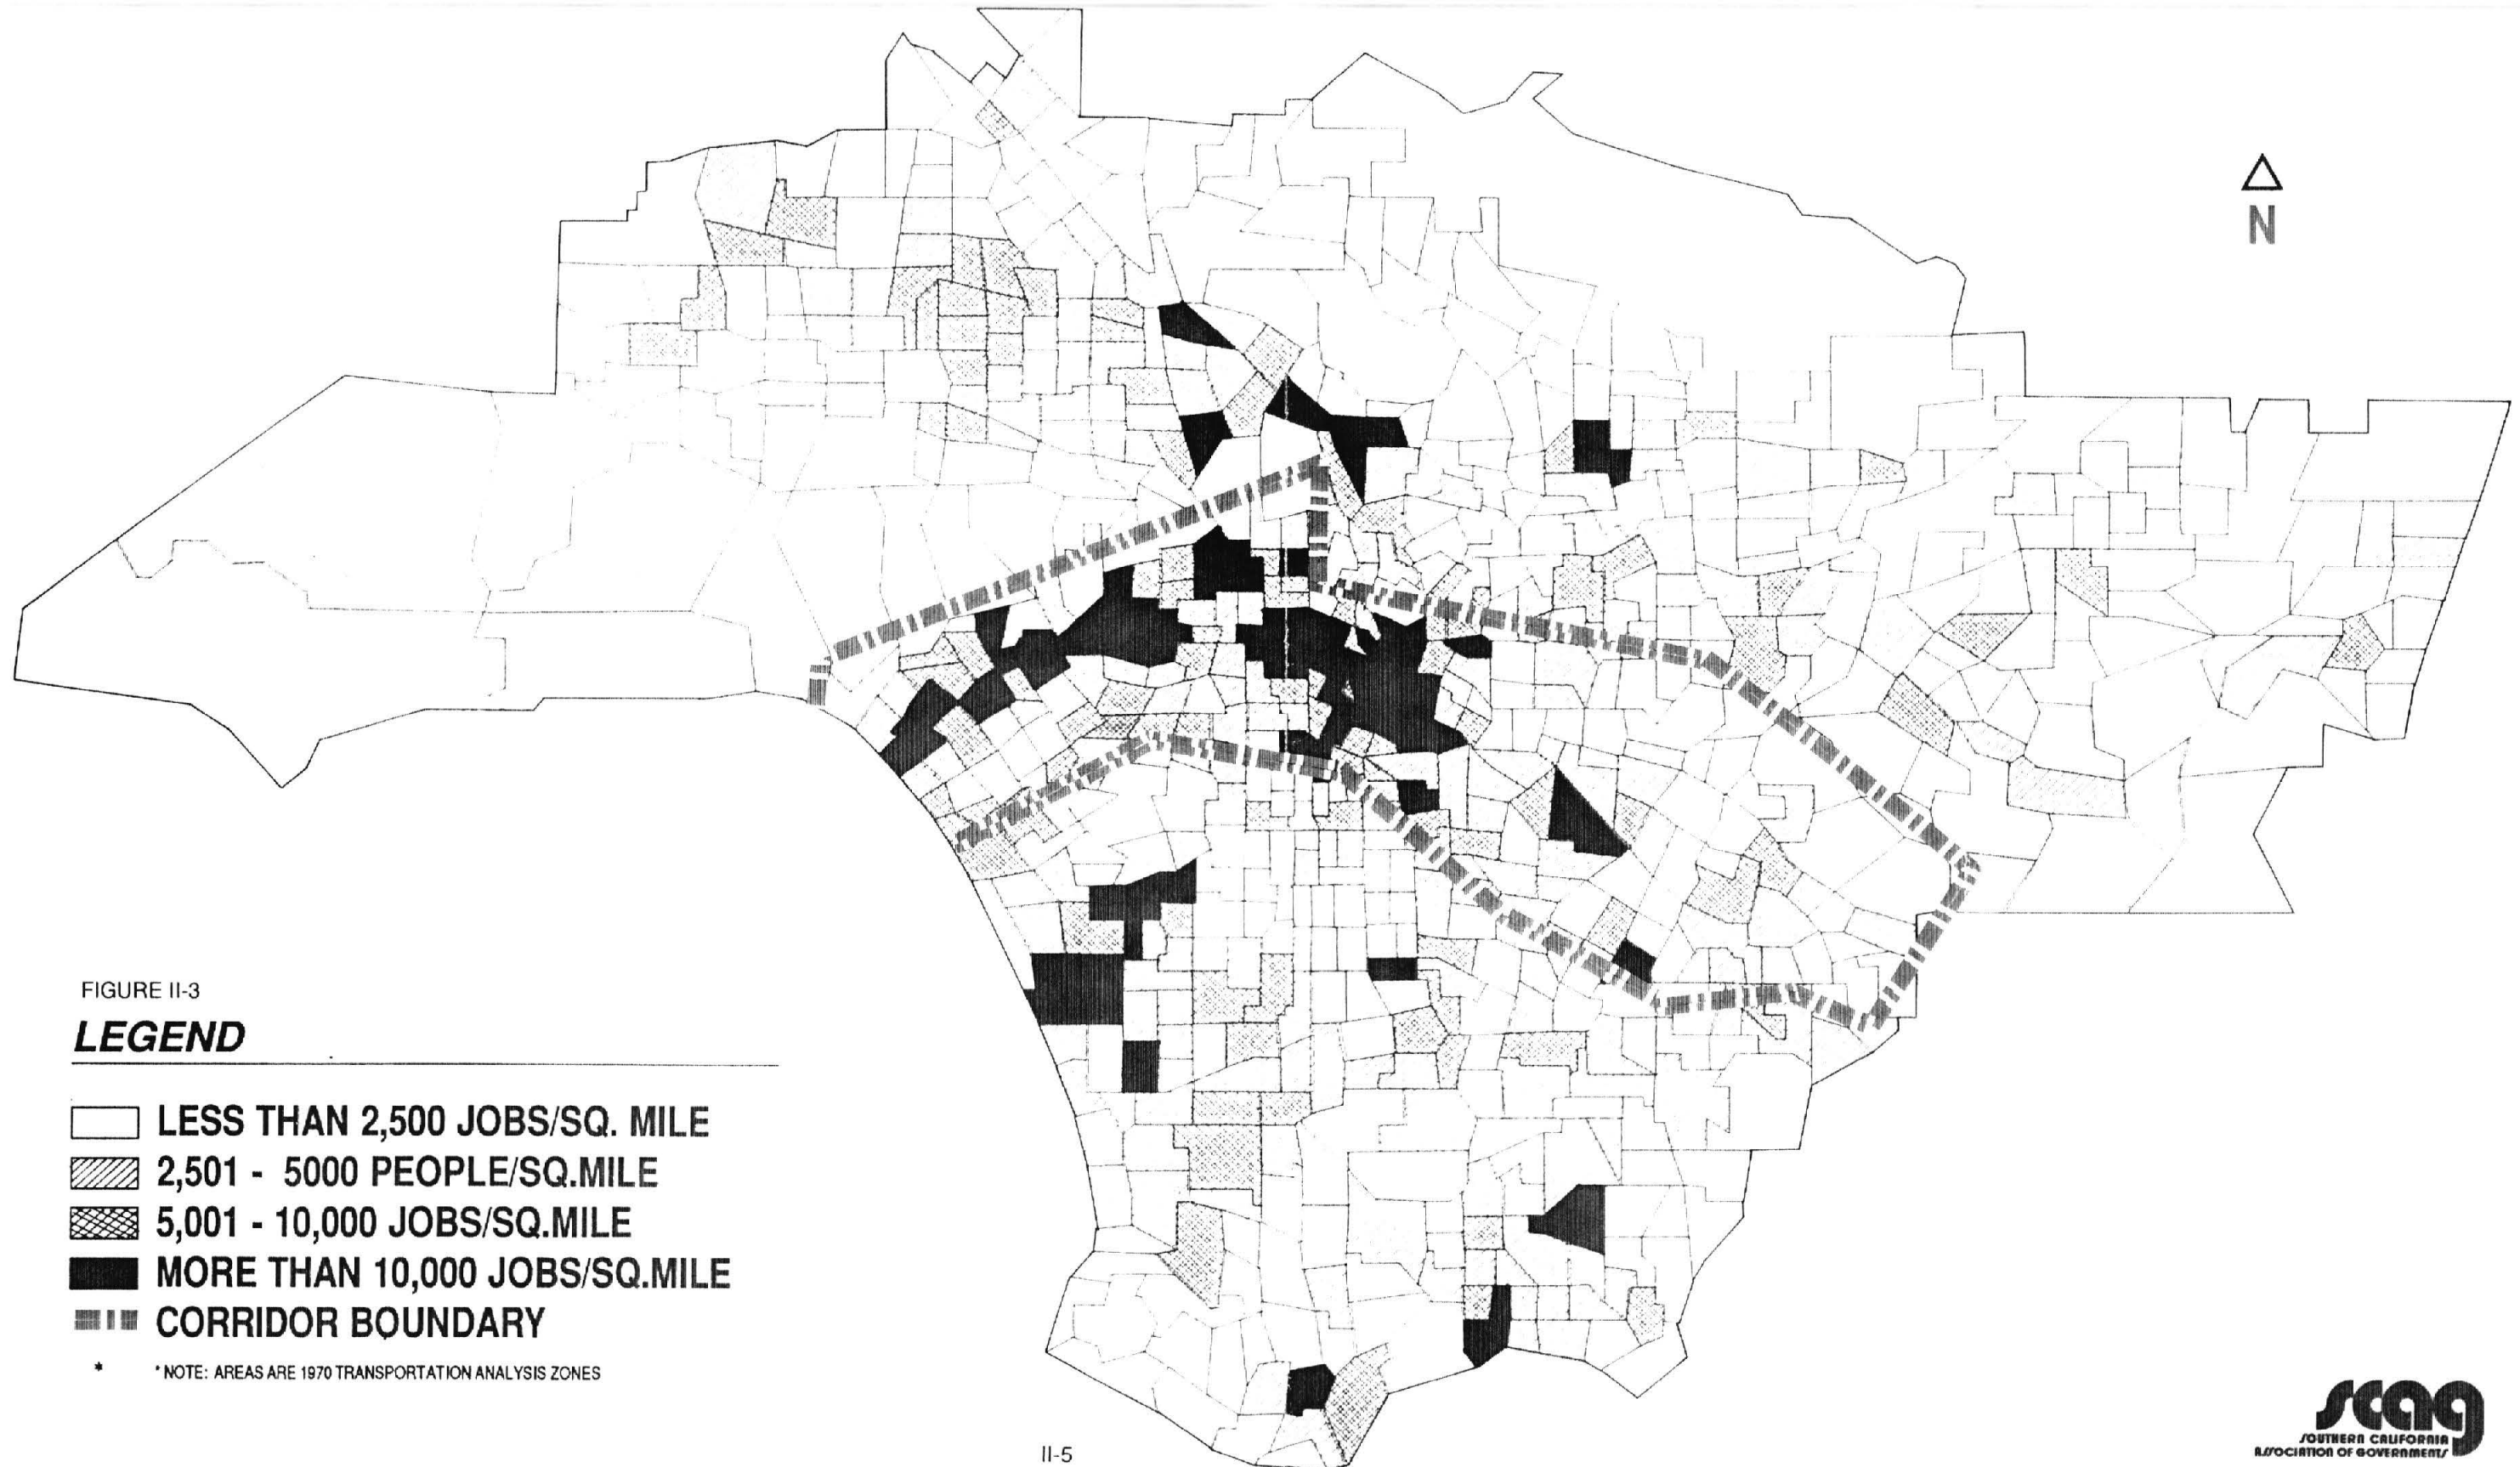 N
FIGURE II-3
LEGEND
LESS THAN 2,500 JOBS/SQ. MILE
2,501 - 5000 PEOPLE/SQ.MILE
5,001 - 10,000 JOBS/SQ.MILE
MORE THAN 10,000 JOBS/SQ.MILE
CORRIDOR BOUNDARY
* * NOTE: AREAS ARE 1970 TRANSPORTATION ANALYSIS ZONES
II-5
scag
SOUTHERN CALIFORNIA
ASSOCIATION OF GOVERNMENTS